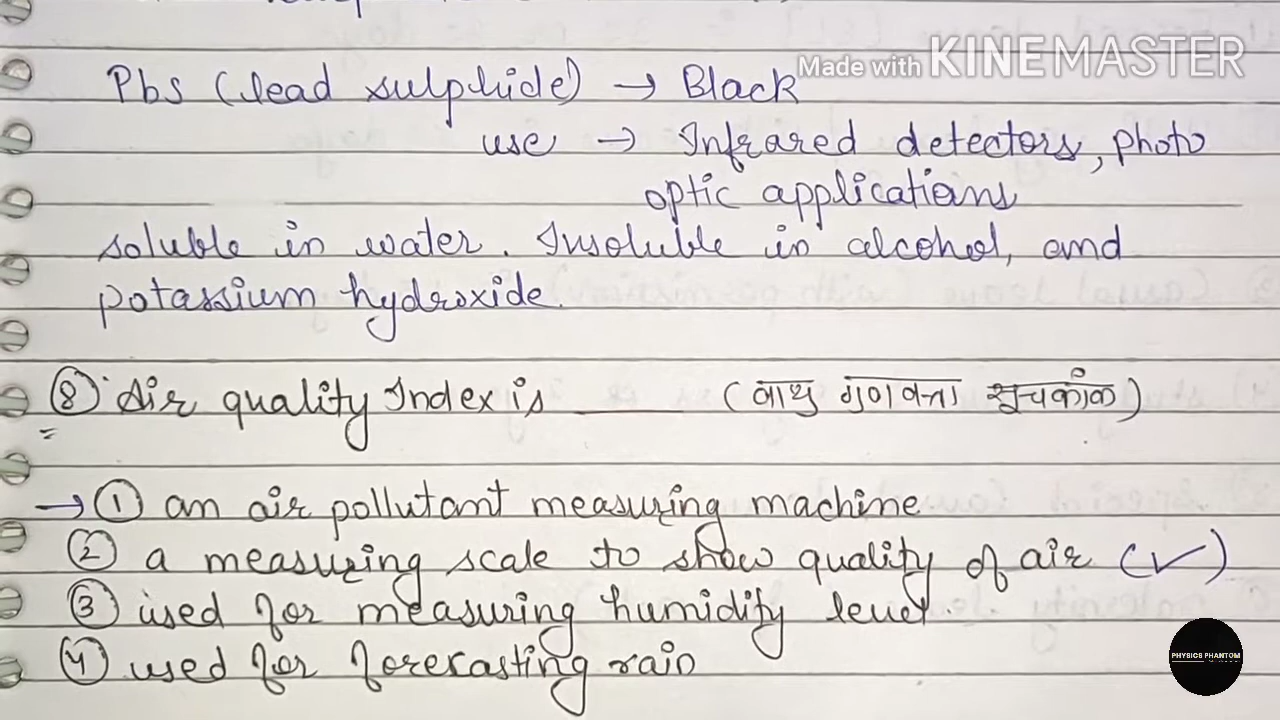 Made with KINEMASTER
Pbs (lead sulphide) → Black
use → Infrared detectors, photo
optic applications
soluble in water. Insoluble in alcohol, and
potassium hydroxide.
⑧ Air quality Index is ______ (वायु गुणवत्ता सूचकांक)
→ ① an air pollutant measuring machine
② a measuring scale to show quality of air (✓)
③ used for measuring humidity level.
④ used for forecasting rain
PHYSICS PHANTOM